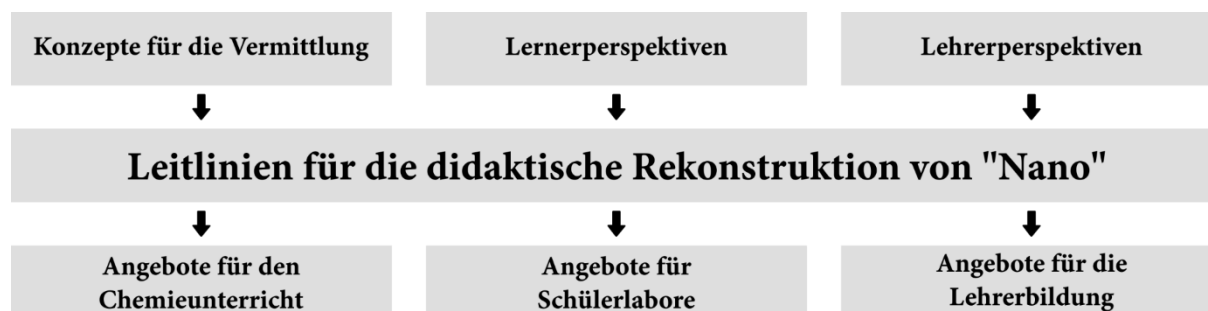 Konzepte für die Vermittlung
Lernerperspektiven
Lehrerperspektiven
Leitlinien für die didaktische Rekonstruktion von "Nano"
Angebote für den
Chemieunterricht
Angebote für
Schülerlabore
Angebote für die
Lehrerbildung